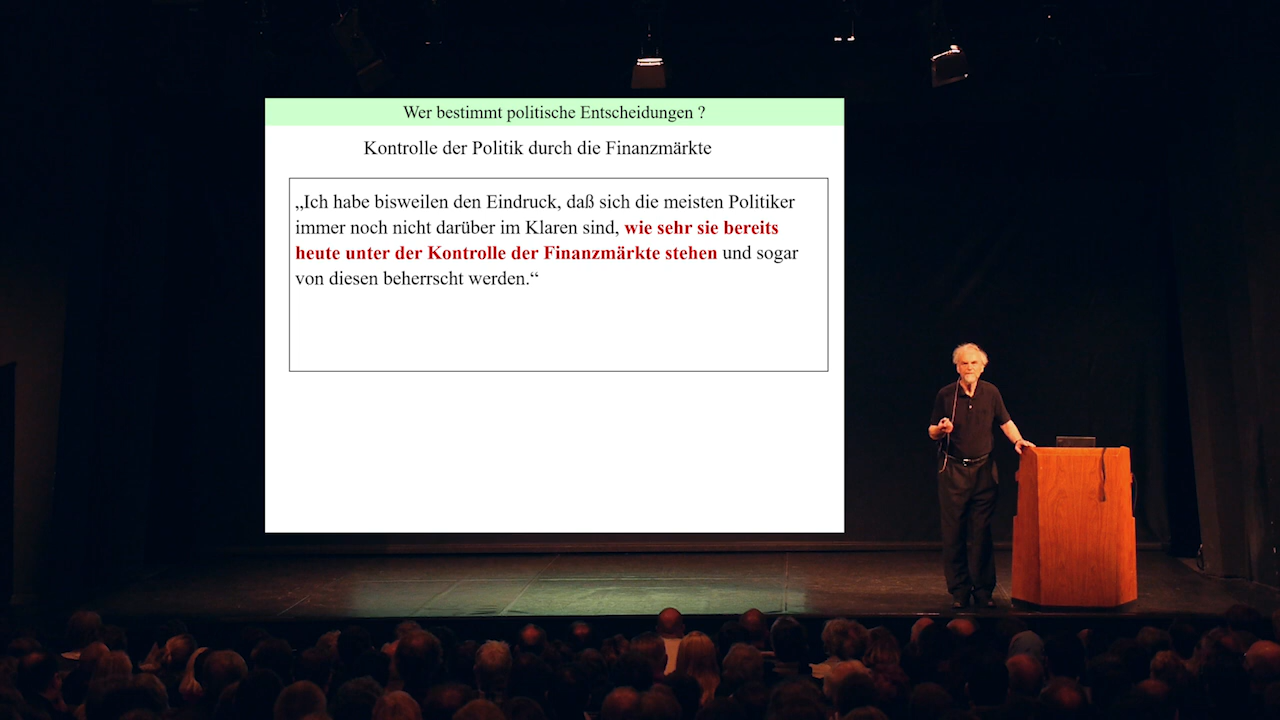 Wer bestimmt politische Entscheidungen ?
Kontrolle der Politik durch die Finanzmärkte
„Ich habe bisweilen den Eindruck, daß sich die meisten Politiker
immer noch nicht darüber im Klaren sind, wie sehr sie bereits
heute unter der Kontrolle der Finanzmärkte stehen und sogar
von diesen beherrscht werden.“